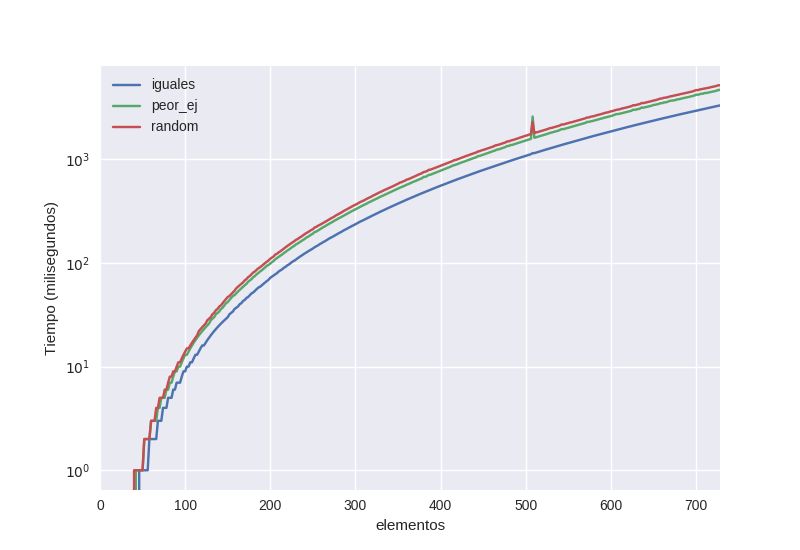 iguales
peor_ej
random
10³
10²
10¹
10⁰
Tiempo (milisegundos)
0 100 200 300 400 500 600 700
elementos